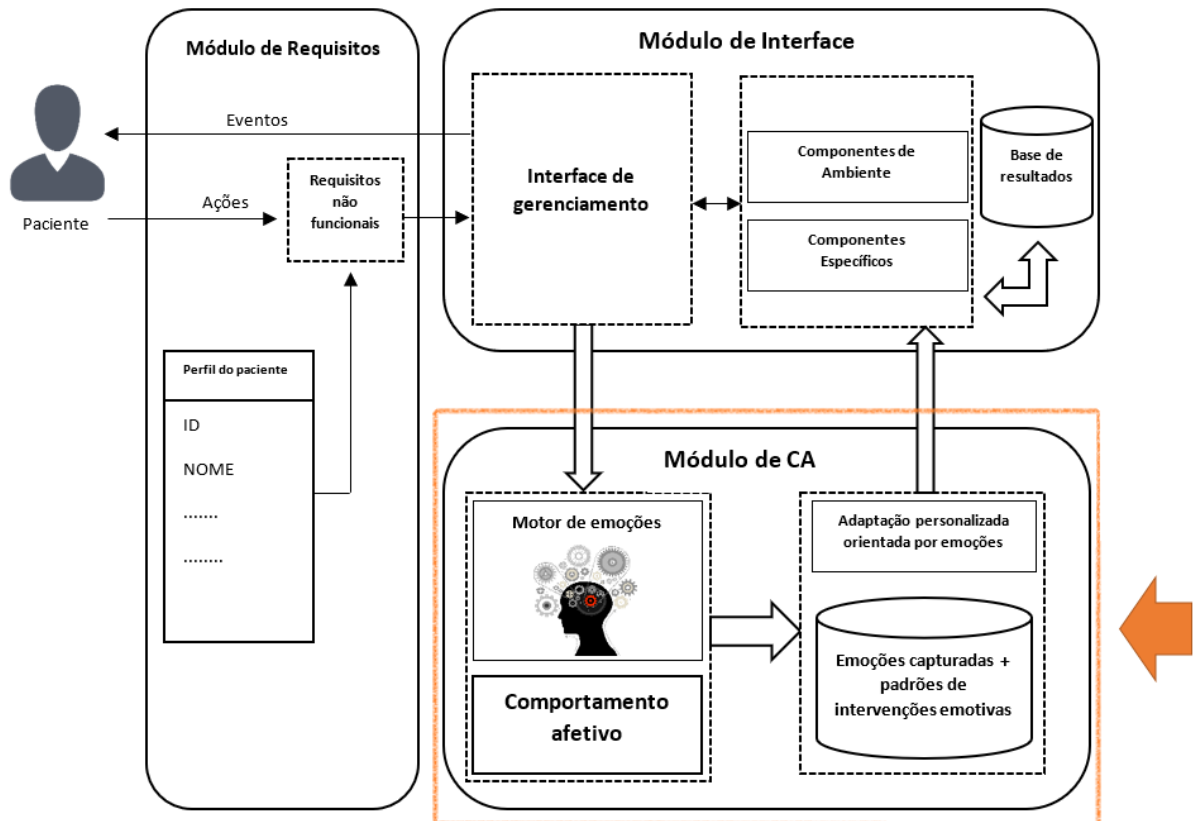 Módulo de Requisitos
Eventos
Ações
Paciente
Requisitos
não
funcionais
Perfil do paciente
ID
NOME
.......
........
Módulo de Interface
Interface de
gerenciamento
Componentes de
Ambiente
Componentes
Específicos
Base de
resultados
Módulo de CA
Motor de emoções
Comportamento
afetivo
Adaptação personalizada
orientada por emoções
Emoções capturadas +
padrões de
intervenções emotivas